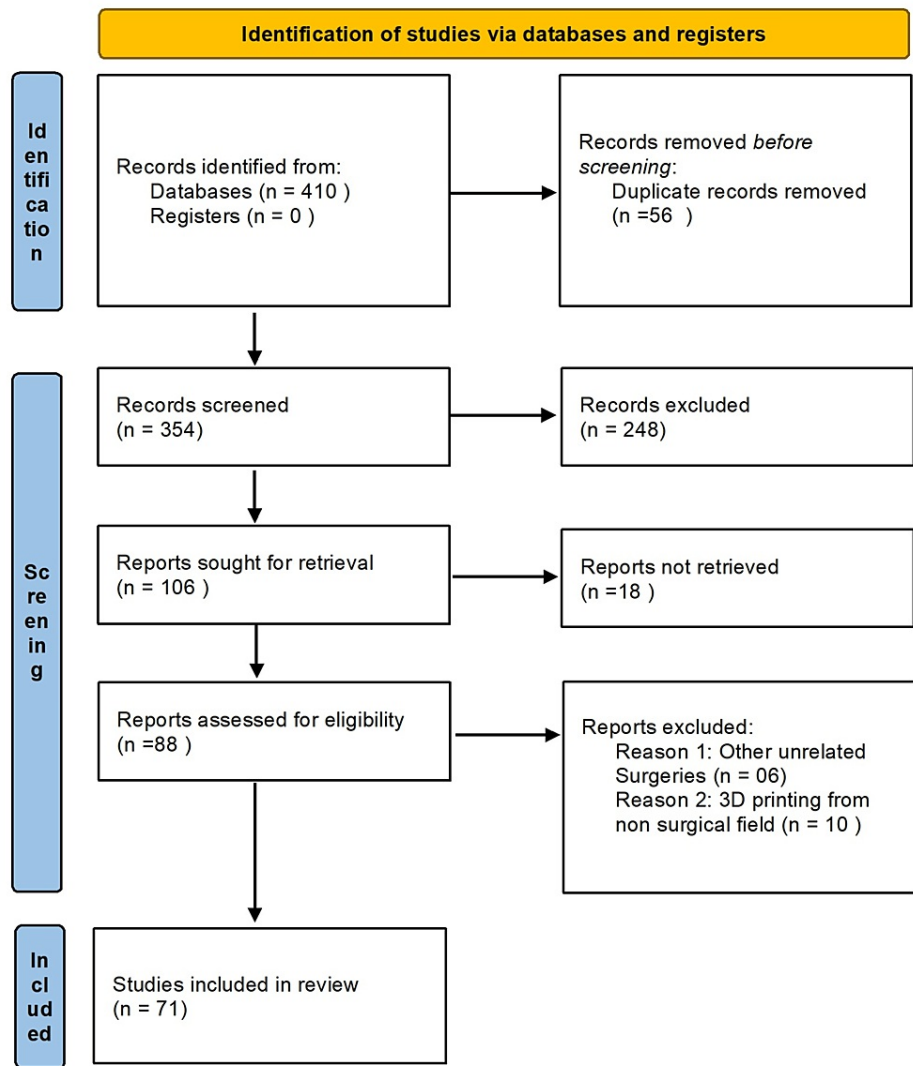 Identification of studies via databases and registers
Id
en
tifi
ca
tio
n
Records identified from:
Databases (n = 410 )
Registers (n = 0 )
Records removed before
screening:
Duplicate records removed
(n =56  )
Sc
re
en
in
g
Records screened
(n = 354)
Records excluded
(n = 248)
Reports sought for retrieval
(n = 106 )
Reports not retrieved
(n =18  )
Reports assessed for eligibility
(n =88  )
Reports excluded:
Reason 1: Other unrelated
Surgeries (n = 06)
Reason 2: 3D printing from
non surgical field (n = 10 )
In
cl
ud
ed
Studies included in review
(n = 71)